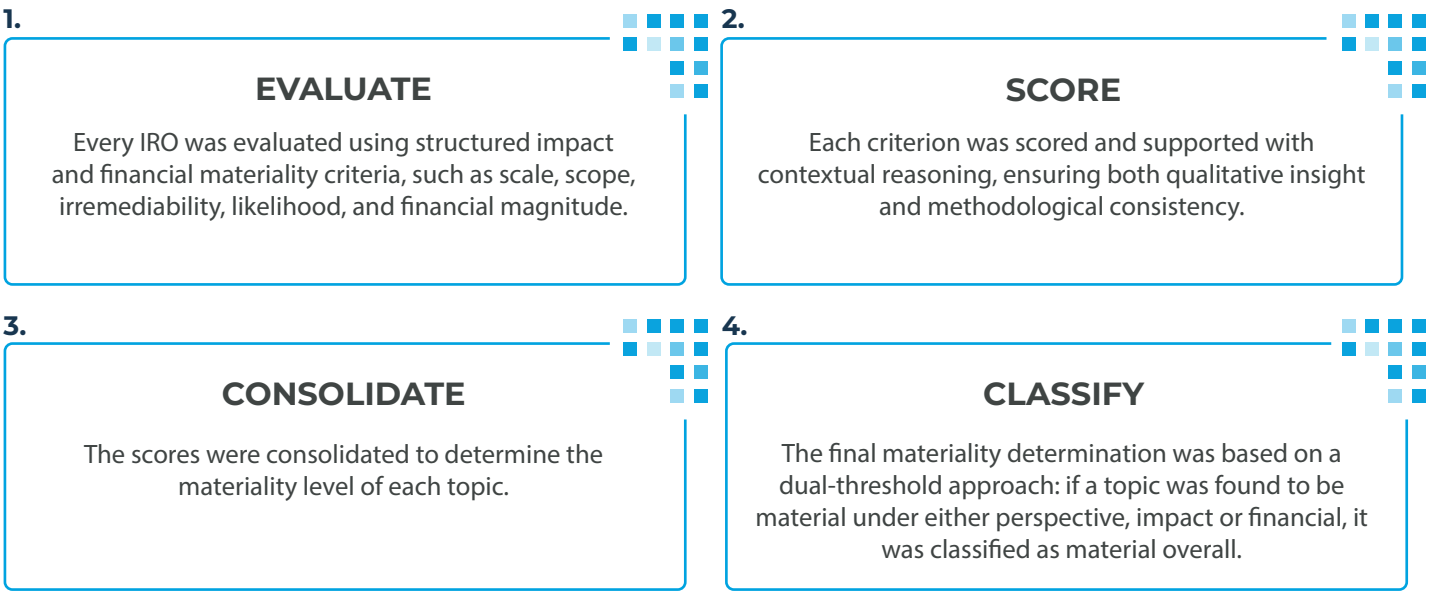 1.
EVALUATE
Every IRO was evaluated using structured impact
and financial materiality criteria, such as scale, scope,
irremediability, likelihood, and financial magnitude.
2.
SCORE
Each criterion was scored and supported with
contextual reasoning, ensuring both qualitative insight
and methodological consistency.
3.
CONSOLIDATE
The scores were consolidated to determine the
materiality level of each topic.
4.
CLASSIFY
The final materiality determination was based on a
dual-threshold approach: if a topic was found to be
material under either perspective, impact or financial, it
was classified as material overall.